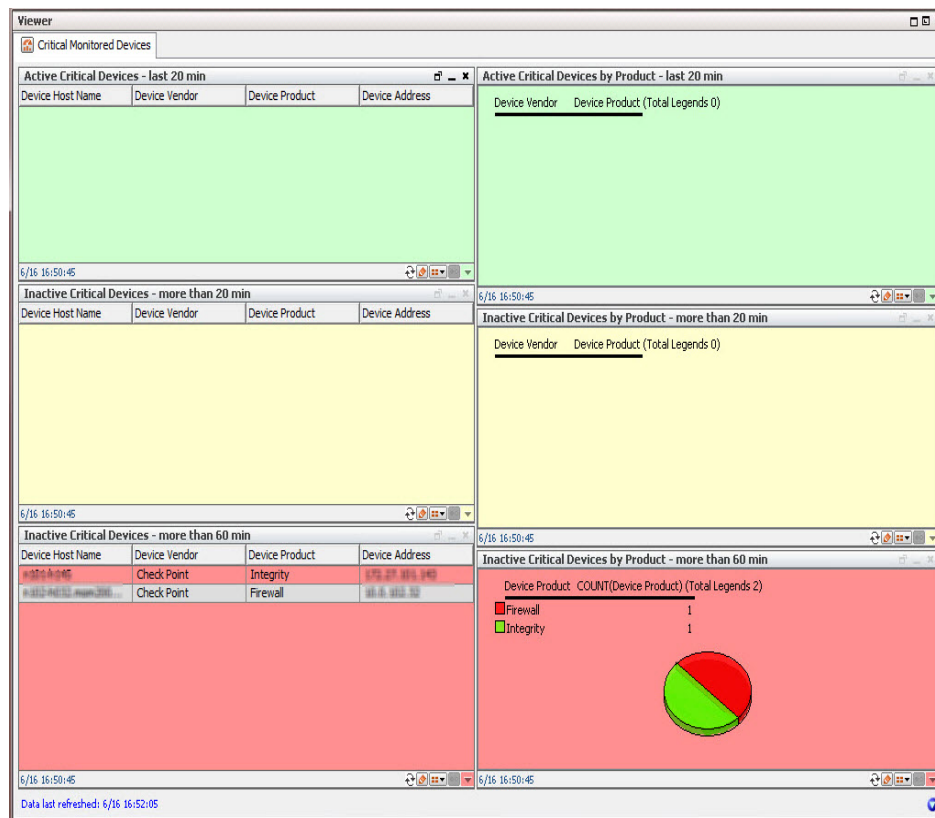 Viewer
Critical Monitored Devices
Active Critical Devices - last 20 min
Device Host Name Device Vendor Device Product Device Address
6/16 16:50:45
Active Critical Devices by Product - last 20 min
Device Vendor Device Product (Total Legends 0)
6/16 16:50:45
Inactive Critical Devices - more than 20 min
Device Host Name Device Vendor Device Product Device Address
6/16 16:50:45
Inactive Critical Devices by Product - more than 20 min
Device Vendor Device Product (Total Legends 0)
6/16 16:50:45
Inactive Critical Devices - more than 60 min
Device Host Name Device Vendor Device Product Device Address
Check Point Integrity
Check Point Firewall
6/16 16:50:45
Inactive Critical Devices by Product - more than 60 min
Device Product COUNT(Device Product) (Total Legends 2)
Firewall 1
Integrity 1
6/16 16:50:45
Data last refreshed: 6/16 16:52:05